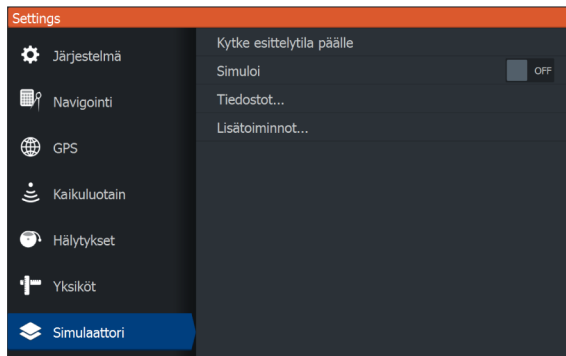 Settings
Järjestelmä
Navigointi
GPS
Kaikuluotain
Hälytykset
Yksiköt
Simulaattori
Kytke esittelytila päälle
Simuloi
OFF
Tiedostot...
Lisätoiminnot...